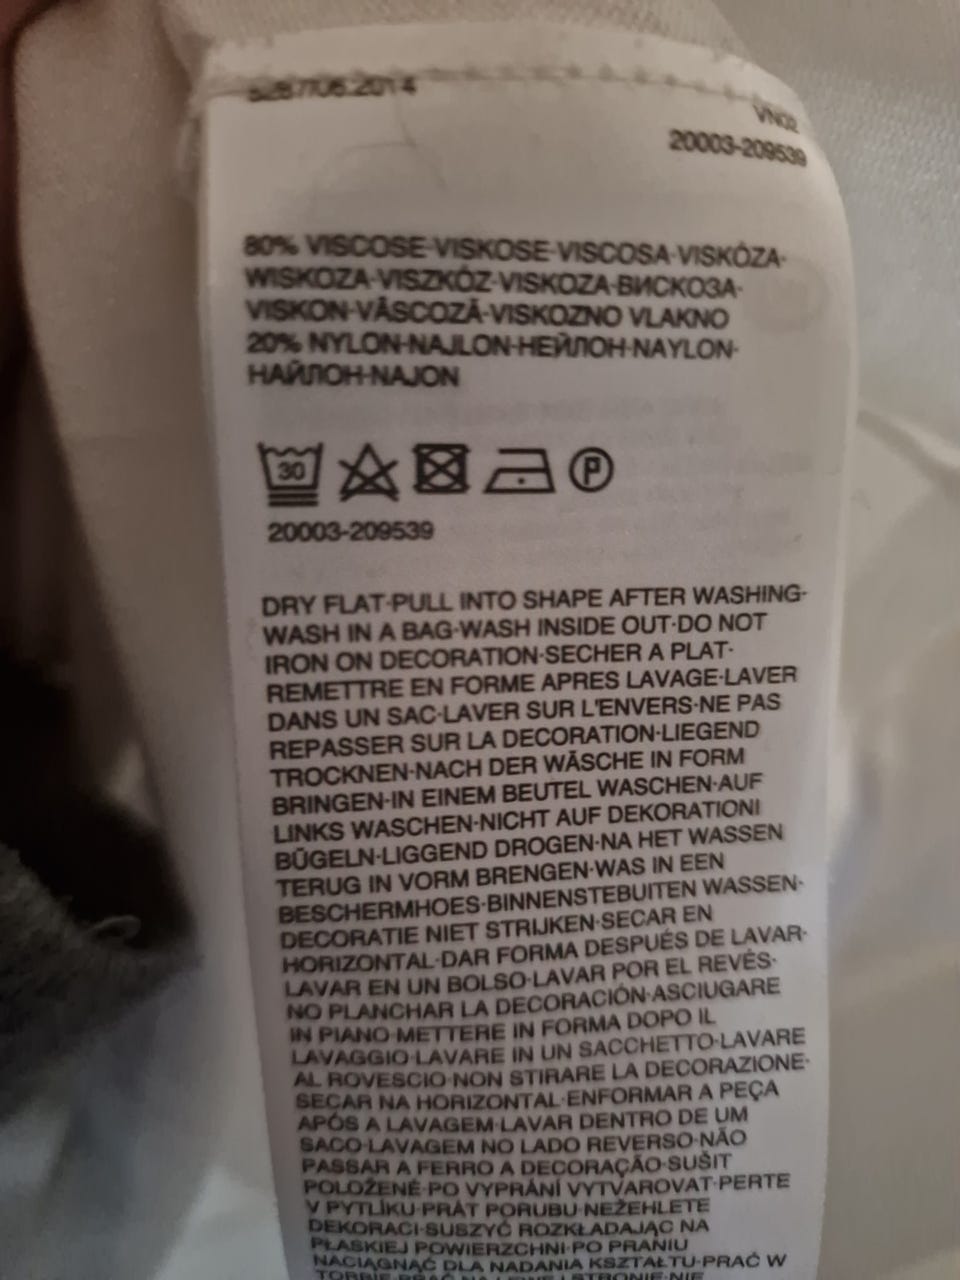 5287/06.2014
VN02
20003-209539
80% VISCOSE-VISKOSE-VISCOSA-VISKÓZA-
WISKOZA-VISZKÓZ-VISKOZA-ВИСКОЗА-
VISKON-VÂSCOZĂ-VISKOZNO VLAKNO
20% NYLON-NAJLON-НЕЙЛОН-NAYLON-
НАЙЛОН-NAJON
30
P
20003-209539
DRY FLAT-PULL INTO SHAPE AFTER WASHING-
WASH IN A BAG-WASH INSIDE OUT-DO NOT
IRON ON DECORATION-SECHER A PLAT-
REMETTRE EN FORME APRES LAVAGE-LAVER
DANS UN SAC-LAVER SUR L'ENVERS-NE PAS
REPASSER SUR LA DECORATION-LIEGEND
TROCKNEN-NACH DER WÄSCHE IN FORM
BRINGEN-IN EINEM BEUTEL WASCHEN-AUF
LINKS WASCHEN-NICHT AUF DEKORATIONI
BÜGELN-LIGGEND DROGEN-NA HET WASSEN
TERUG IN VORM BRENGEN-WAS IN EEN
BESCHERMHOES-BINNENSTEBUITEN WASSEN-
DECORATIE NIET STRIJKEN-SECAR EN
HORIZONTAL-DAR FORMA DESPUÉS DE LAVAR-
LAVAR EN UN BOLSO-LAVAR POR EL REVÉS-
NO PLANCHAR LA DECORACIÓN-ASCIUGARE
IN PIANO-METTERE IN FORMA DOPO IL
LAVAGGIO-LAVARE IN UN SACCHETTO-LAVARE
AL ROVESCIO-NON STIRARE LA DECORAZIONE-
SECAR NA HORIZONTAL-ENFORMAR A PEÇA
APÓS A LAVAGEM-LAVAR DENTRO DE UM
SACO-LAVAGEM NO LADO REVERSO-NÃO
PASSAR A FERRO A DECORAÇÃO-SUŠIT
POLOŽENÉ-PO VYPRÁNÍ VYTVAROVAT-PERTE
V PYTLÍKU-PRÁT PORUBU-NEŽEHLETE
DEKORACI-SUSZYĆ ROZKŁADAJĄC NA
PŁASKIEJ POWIERZCHNI-PO PRANIU
NACIĄGNĄĆ DLA NADANIA KSZTAŁTU-PRAĆ W
TORBIE-PRAĆ NA LEWEJ STRONIE-NIE